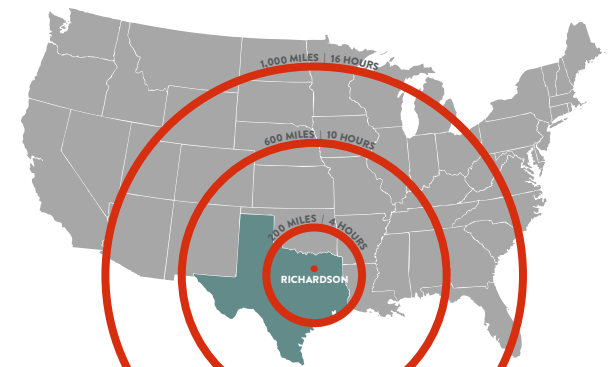 1,000 MILES | 16 HOURS
600 MILES | 10 HOURS
200 MILES | 4 HOURS
RICHARDSON